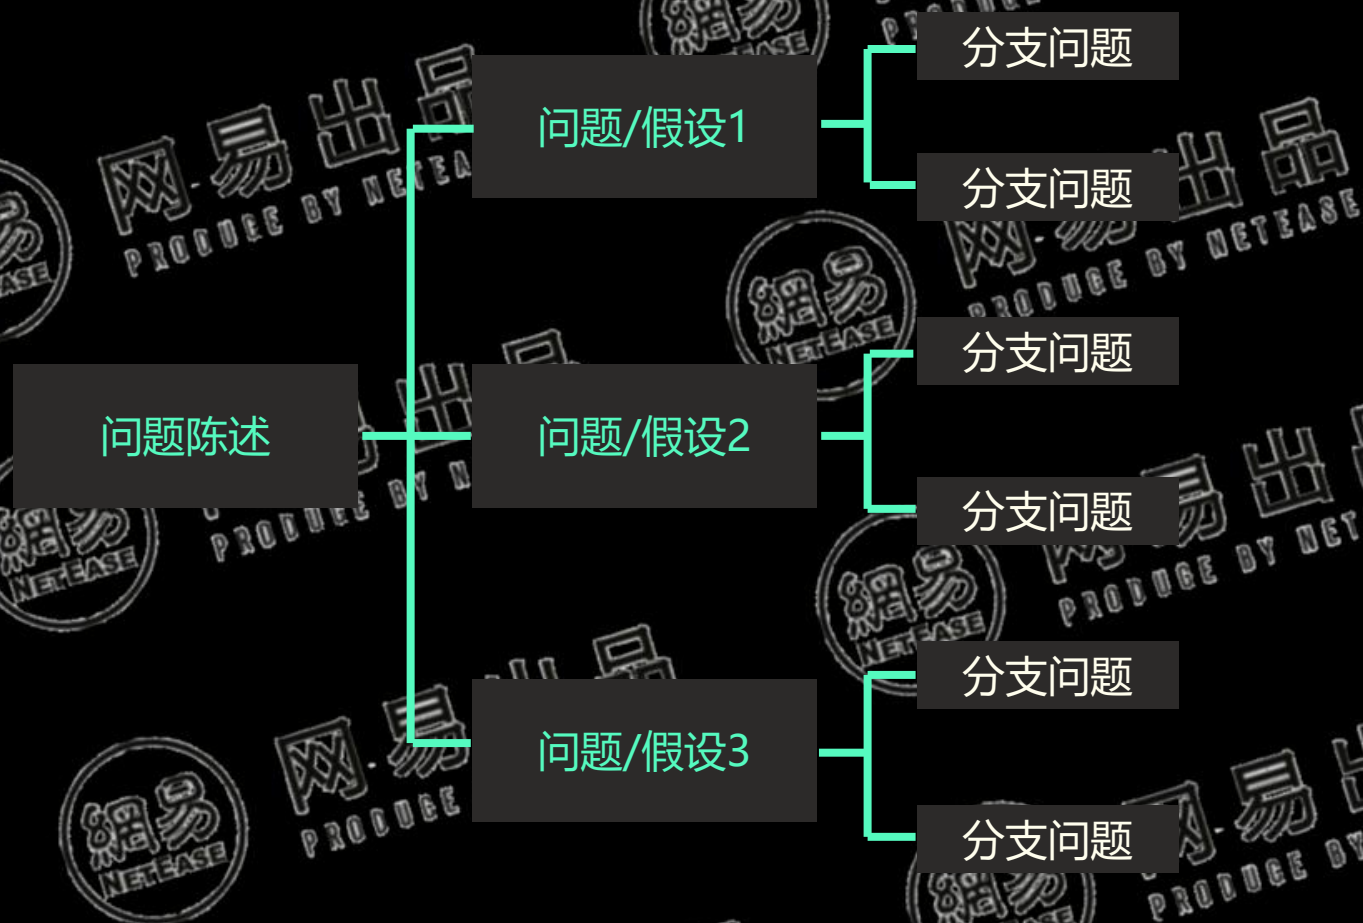 网·易出品
PRODUCE BY NETEASE
網易
NETEASE
问题陈述
问题/假设1
分支问题
分支问题
问题/假设2
分支问题
分支问题
问题/假设3
分支问题
分支问题